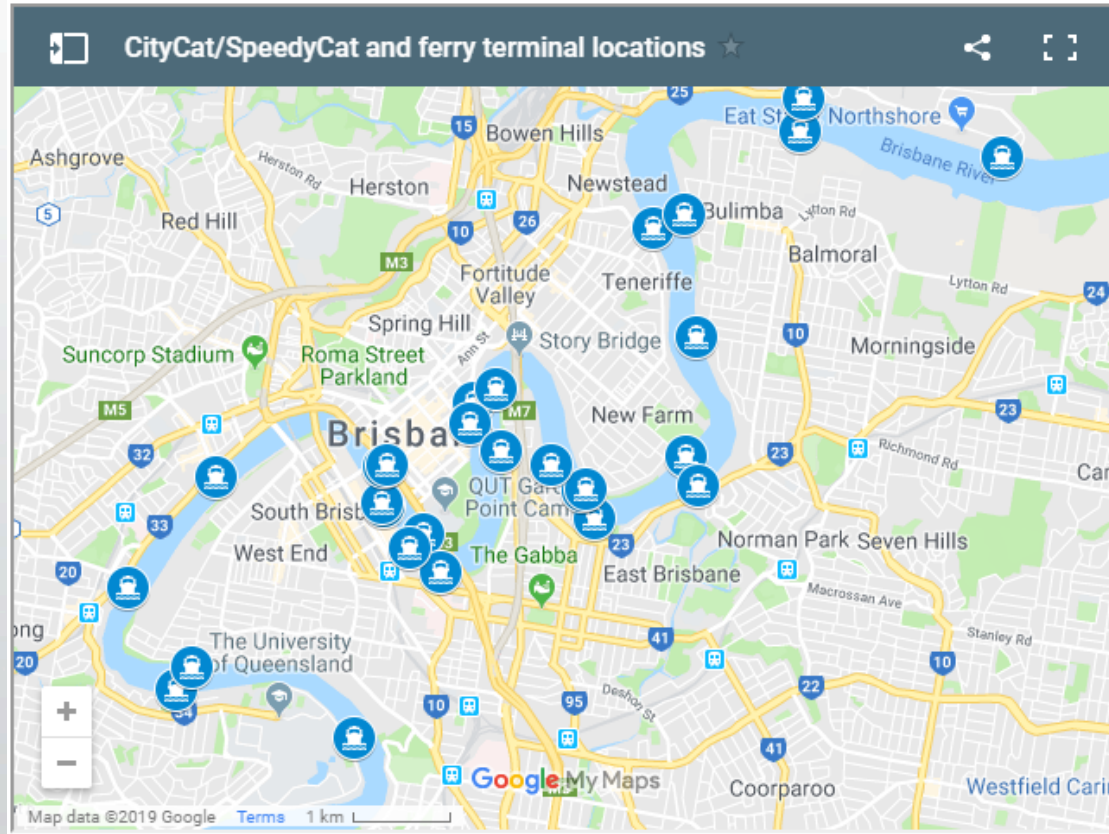 CityCat/SpeedyCat and ferry terminal locations
25
Eat St Northshore
15
Bowen Hills
Ashgrove
Herston Rd
Brisbane River
Herston
Newstead
5
Red Hill
26
Bulimba
Lytton Rd
10
Balmoral
M3
Fortitude
Valley
Teneriffe
Lytton Rd
24
Spring Hill
Ann St
Story Bridge
10
Suncorp Stadium
Roma Street
Parkland
Morningside
M5
M7
New Farm
23
Brisba
32
23
Richmond Rd
QUT Gar
Point Cam
33
South Brisb
3
23
Norman Park
Seven Hills
West End
The Gabba
20
East Brisbane
Macrossan Ave
ong
The University
of Queensland
41
Stanley Rd
20
10
22
34
10
95
Deshon St
41
Google My Maps
Coorparoo
Westfield Cari
Map data ©2019 Google
Terms
1 km